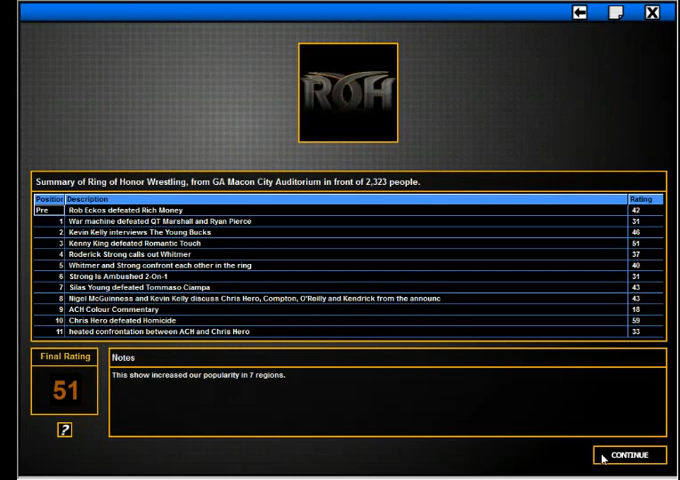 ROH
Summary of Ring of Honor Wrestling, from GA Macon City Auditorium in front of 2,323 people.
Position Description Rating
Pre Rob Eckos defeated Rich Money 42
1 War machine defeated QT Marshall and Ryan Pierce 31
2 Kevin Kelly interviews The Young Bucks 46
3 Kenny King defeated Romantic Touch 51
4 Roderick Strong calls out Whitmer 37
5 Whitmer and Strong confront each other in the ring 40
6 Strong Is Ambushed 2-On-1 31
7 Silas Young defeated Tommaso Ciampa 43
8 Nigel McGuinness and Kevin Kelly discuss Chris Hero, Compton, O'Reilly and Kendrick from the announc 43
9 ACH Colour Commentary 18
10 Chris Hero defeated Homicide 59
11 heated confrontation between ACH and Chris Hero 33
Final Rating
51
?
Notes
This show increased our popularity in 7 regions.
CONTINUE